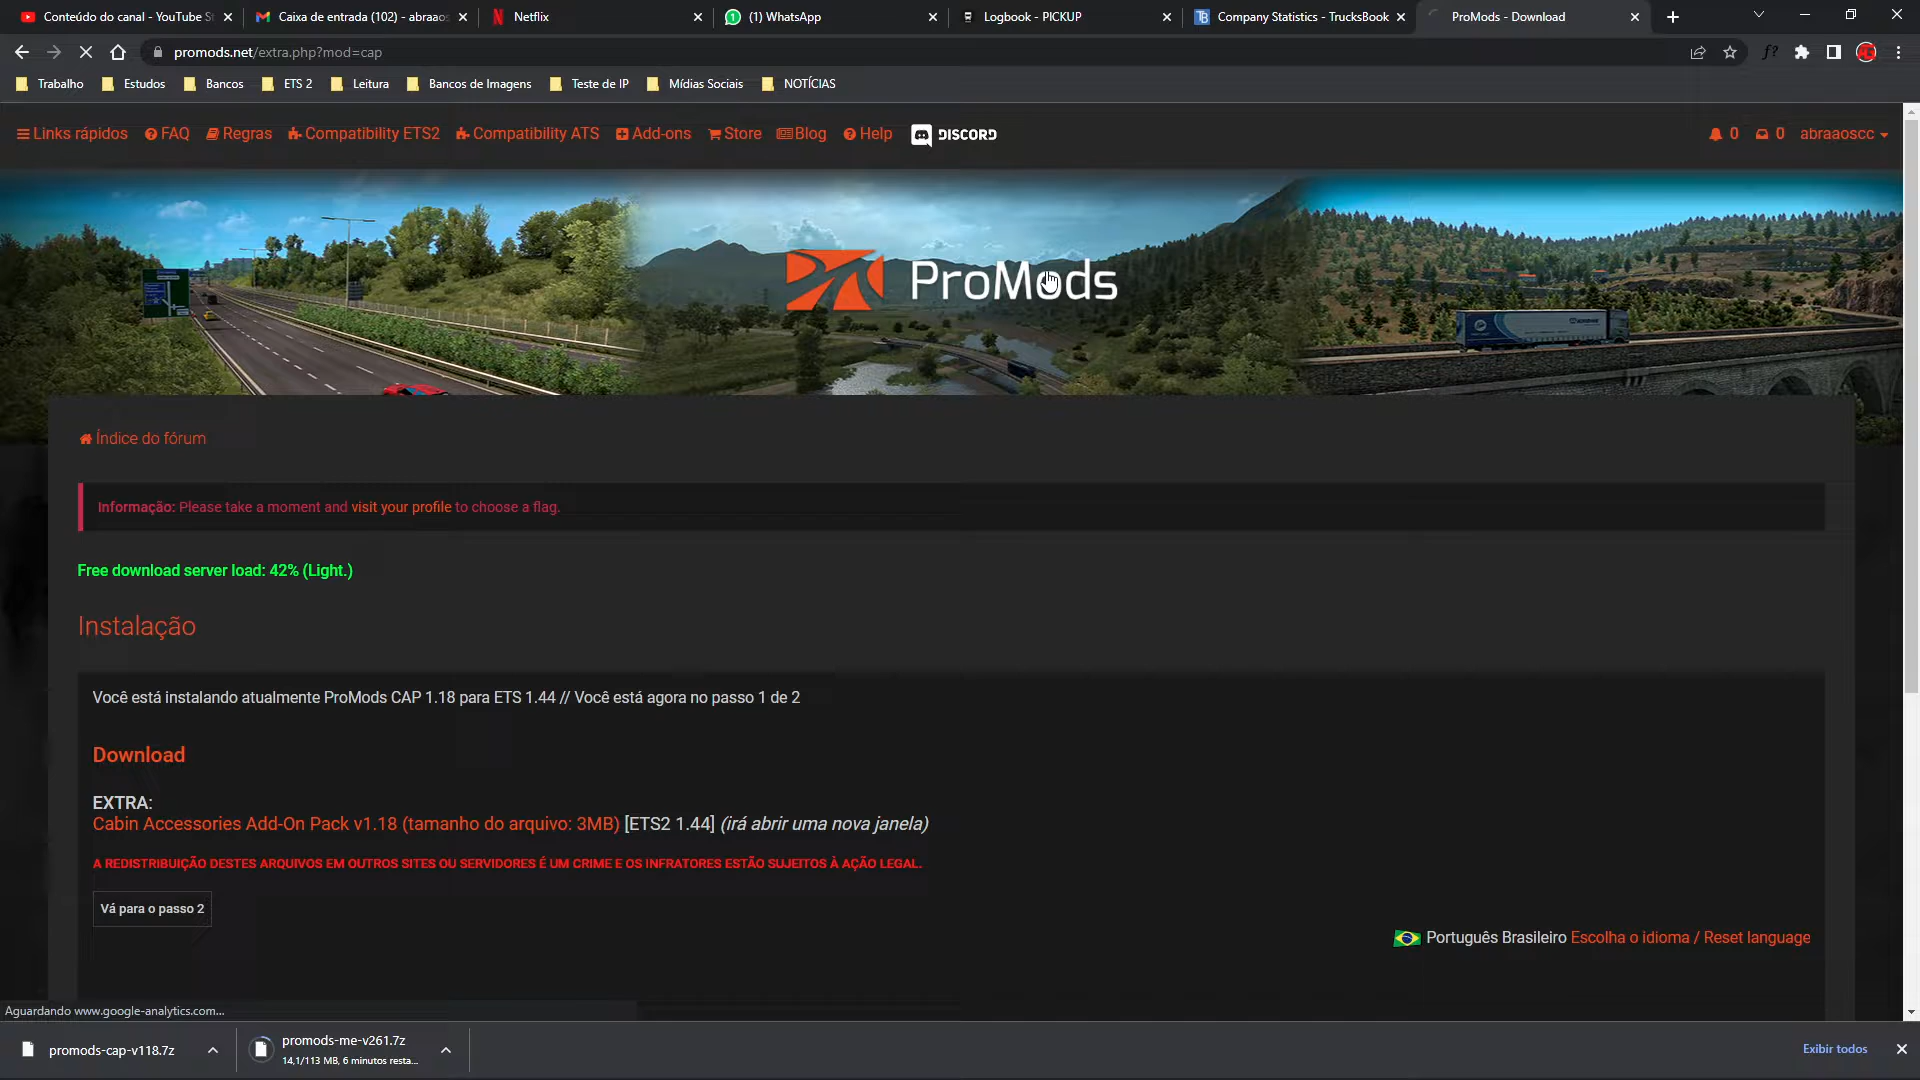 Conteúdo do canal - YouTube S
Caixa de entrada (102) - abraaos
Netflix
(1) WhatsApp
Logbook - PICKUP
Company Statistics - TrucksBook
ProMods - Download
promods.net/extra.php?mod=cap
Trabalho
Estudos
Bancos
ETS 2
Leitura
Bancos de Imagens
Teste de IP
Mídias Sociais
NOTÍCIAS
Links rápidos
FAQ
Regras
Compatibility ETS2
Compatibility ATS
Add-ons
Store
Blog
Help
DISCORD
0
0
abraaoscc
ProMods
Índice do fórum
Informação: Please take a moment and visit your profile to choose a flag.
Free download server load: 42% (Light.)
Instalação
Você está instalando atualmente ProMods CAP 1.18 para ETS 1.44 // Você está agora no passo 1 de 2
Download
EXTRA:
Cabin Accessories Add-On Pack v1.18 (tamanho do arquivo: 3MB) [ETS2 1.44] (irá abrir uma nova janela)
A REDISTRIBUIÇÃO DESTES ARQUIVOS EM OUTROS SITES OU SERVIDORES É UM CRIME E OS INFRATORES ESTÃO SUJEITOS À AÇÃO LEGAL.
Vá para o passo 2
Português Brasileiro Escolha o idioma / Reset language
Aguardando www.google-analytics.com...
promods-cap-v118.7z
promods-me-v261.7z
14,1/113 MB, 6 minutos resta...
Exibir todos